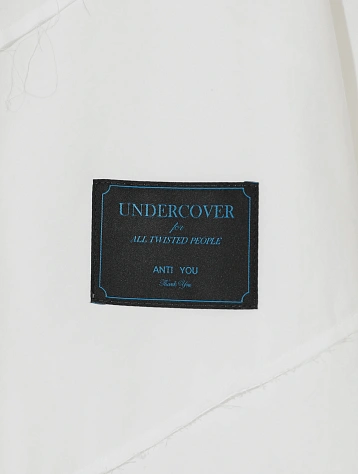 UNDERCOVER
for
ALL TWISTED PEOPLE
ANTI YOU
Thank You